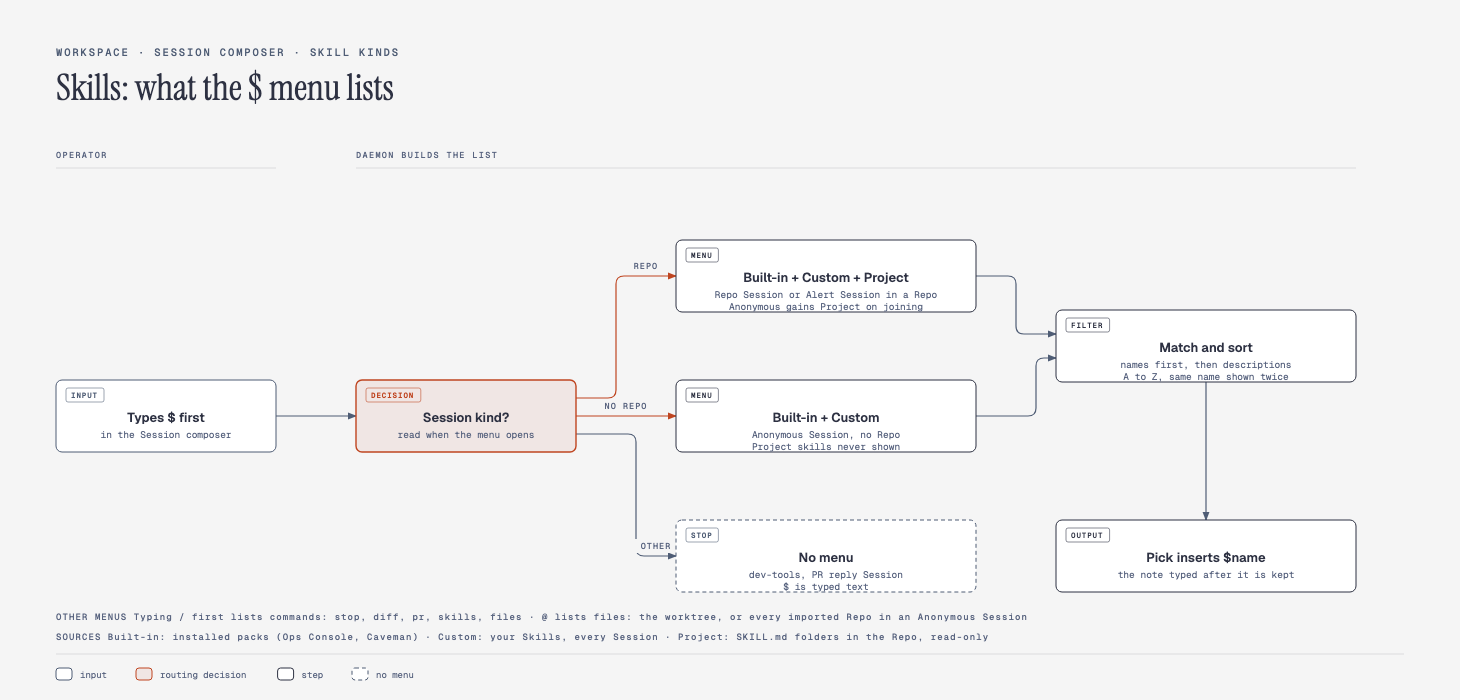 WORKSPACE · SESSION COMPOSER · SKILL KINDS
Skills: what the $ menu lists
OPERATOR
DAEMON BUILDS THE LIST
INPUT
Types $ first
in the Session composer
DECISION
Session kind?
read when the menu opens
REPO
NO REPO
OTHER
MENU
Built-in + Custom + Project
Repo Session or Alert Session in a Repo
Anonymous gains Project on joining
MENU
Built-in + Custom
Anonymous Session, no Repo
Project skills never shown
STOP
No menu
dev-tools, PR reply Session
$ is typed text
FILTER
Match and sort
names first, then descriptions
A to Z, same name shown twice
OUTPUT
Pick inserts $name
the note typed after it is kept
OTHER MENUS Typing / first lists commands: stop, diff, pr, skills, files · @ lists files: the worktree, or every imported Repo in an Anonymous Session
SOURCES Built-in: installed packs (Ops Console, Caveman) · Custom: your Skills, every Session · Project: SKILL.md folders in the Repo, read-only
input
routing decision
step
no menu